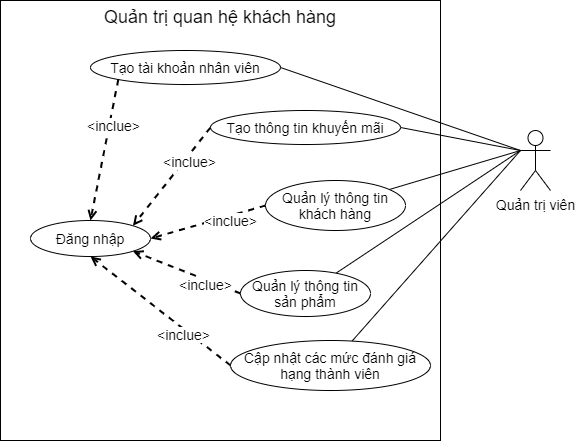 Quản trị quan hệ khách hàng
Tạo tài khoản nhân viên
<inclue>
Tạo thông tin khuyến mãi
<inclue>
Quản lý thông tin
khách hàng
<inclue>
Quản trị viên
Đăng nhập
Quản lý thông tin
sản phẩm
<inclue>
<inclue>
Cập nhật các mức đánh giá
hạng thành viên